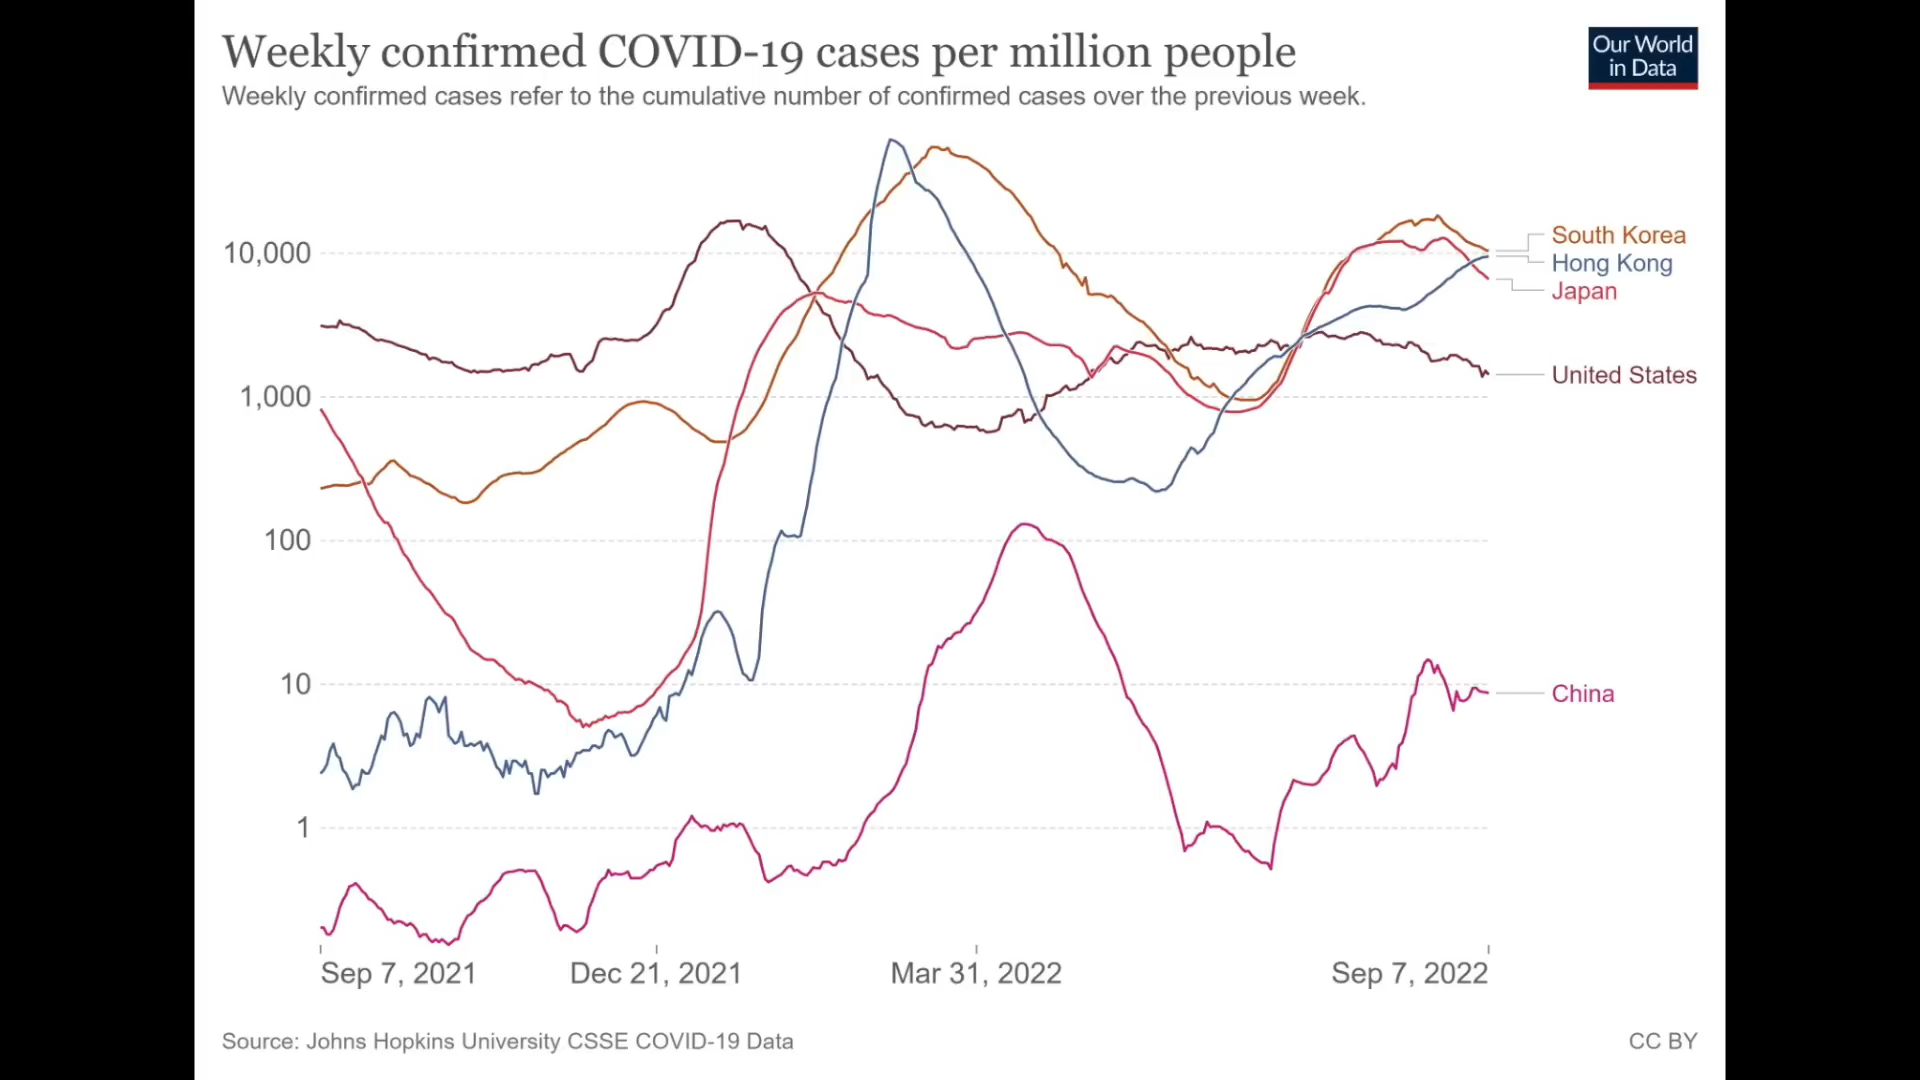 Weekly confirmed COVID-19 cases per million people
Weekly confirmed cases refer to the cumulative number of confirmed cases over the previous week.
Our World
in Data
10,000
1,000
100
10
1
South Korea
Hong Kong
Japan
United States
China
Sep 7, 2021
Dec 21, 2021
Mar 31, 2022
Sep 7, 2022
Source: Johns Hopkins University CSSE COVID-19 Data
CC BY